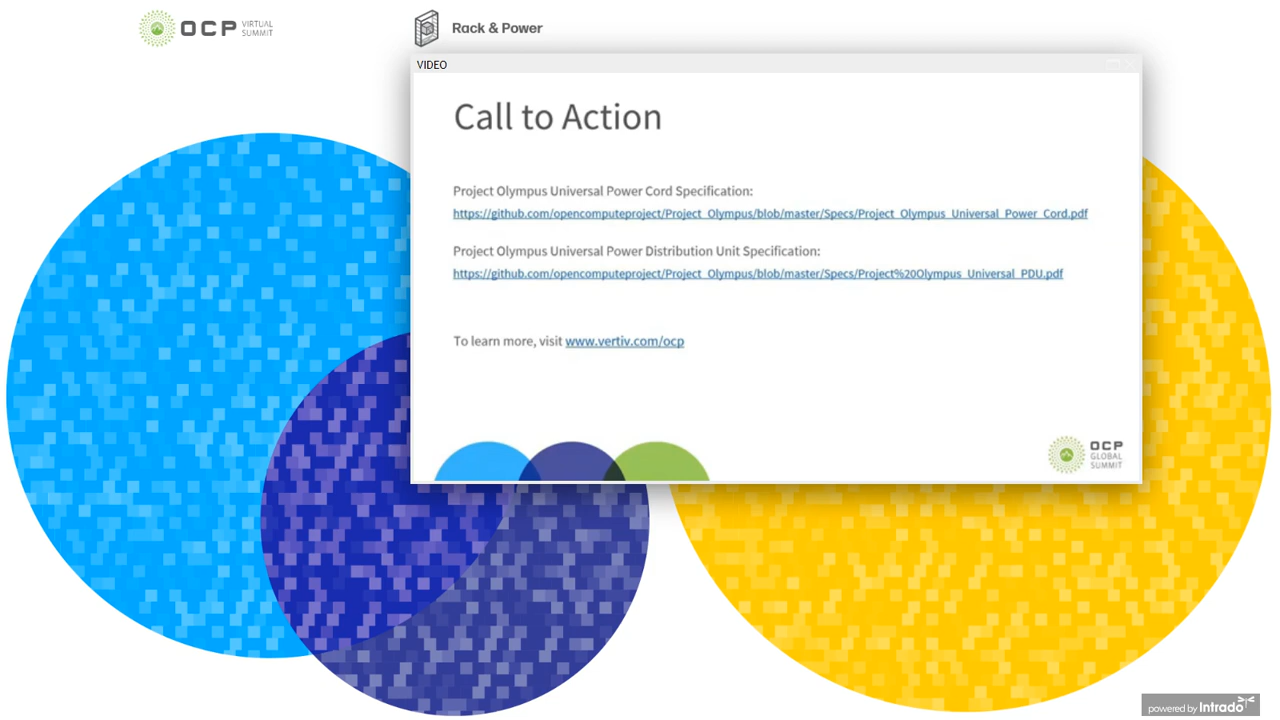 OCP VIRTUAL SUMMIT
Rack & Power
VIDEO
Call to Action
Project Olympus Universal Power Cord Specification:
https://github.com/opencomputeproject/Project_Olympus/blob/master/Specs/Project_Olympus_Universal_Power_Cord.pdf
Project Olympus Universal Power Distribution Unit Specification:
https://github.com/opencomputeproject/Project_Olympus/blob/master/Specs/Project%20Olympus_Universal_PDU.pdf
To learn more, visit www.vertiv.com/ocp
OCP
GLOBAL
SUMMIT
powered by Intrado